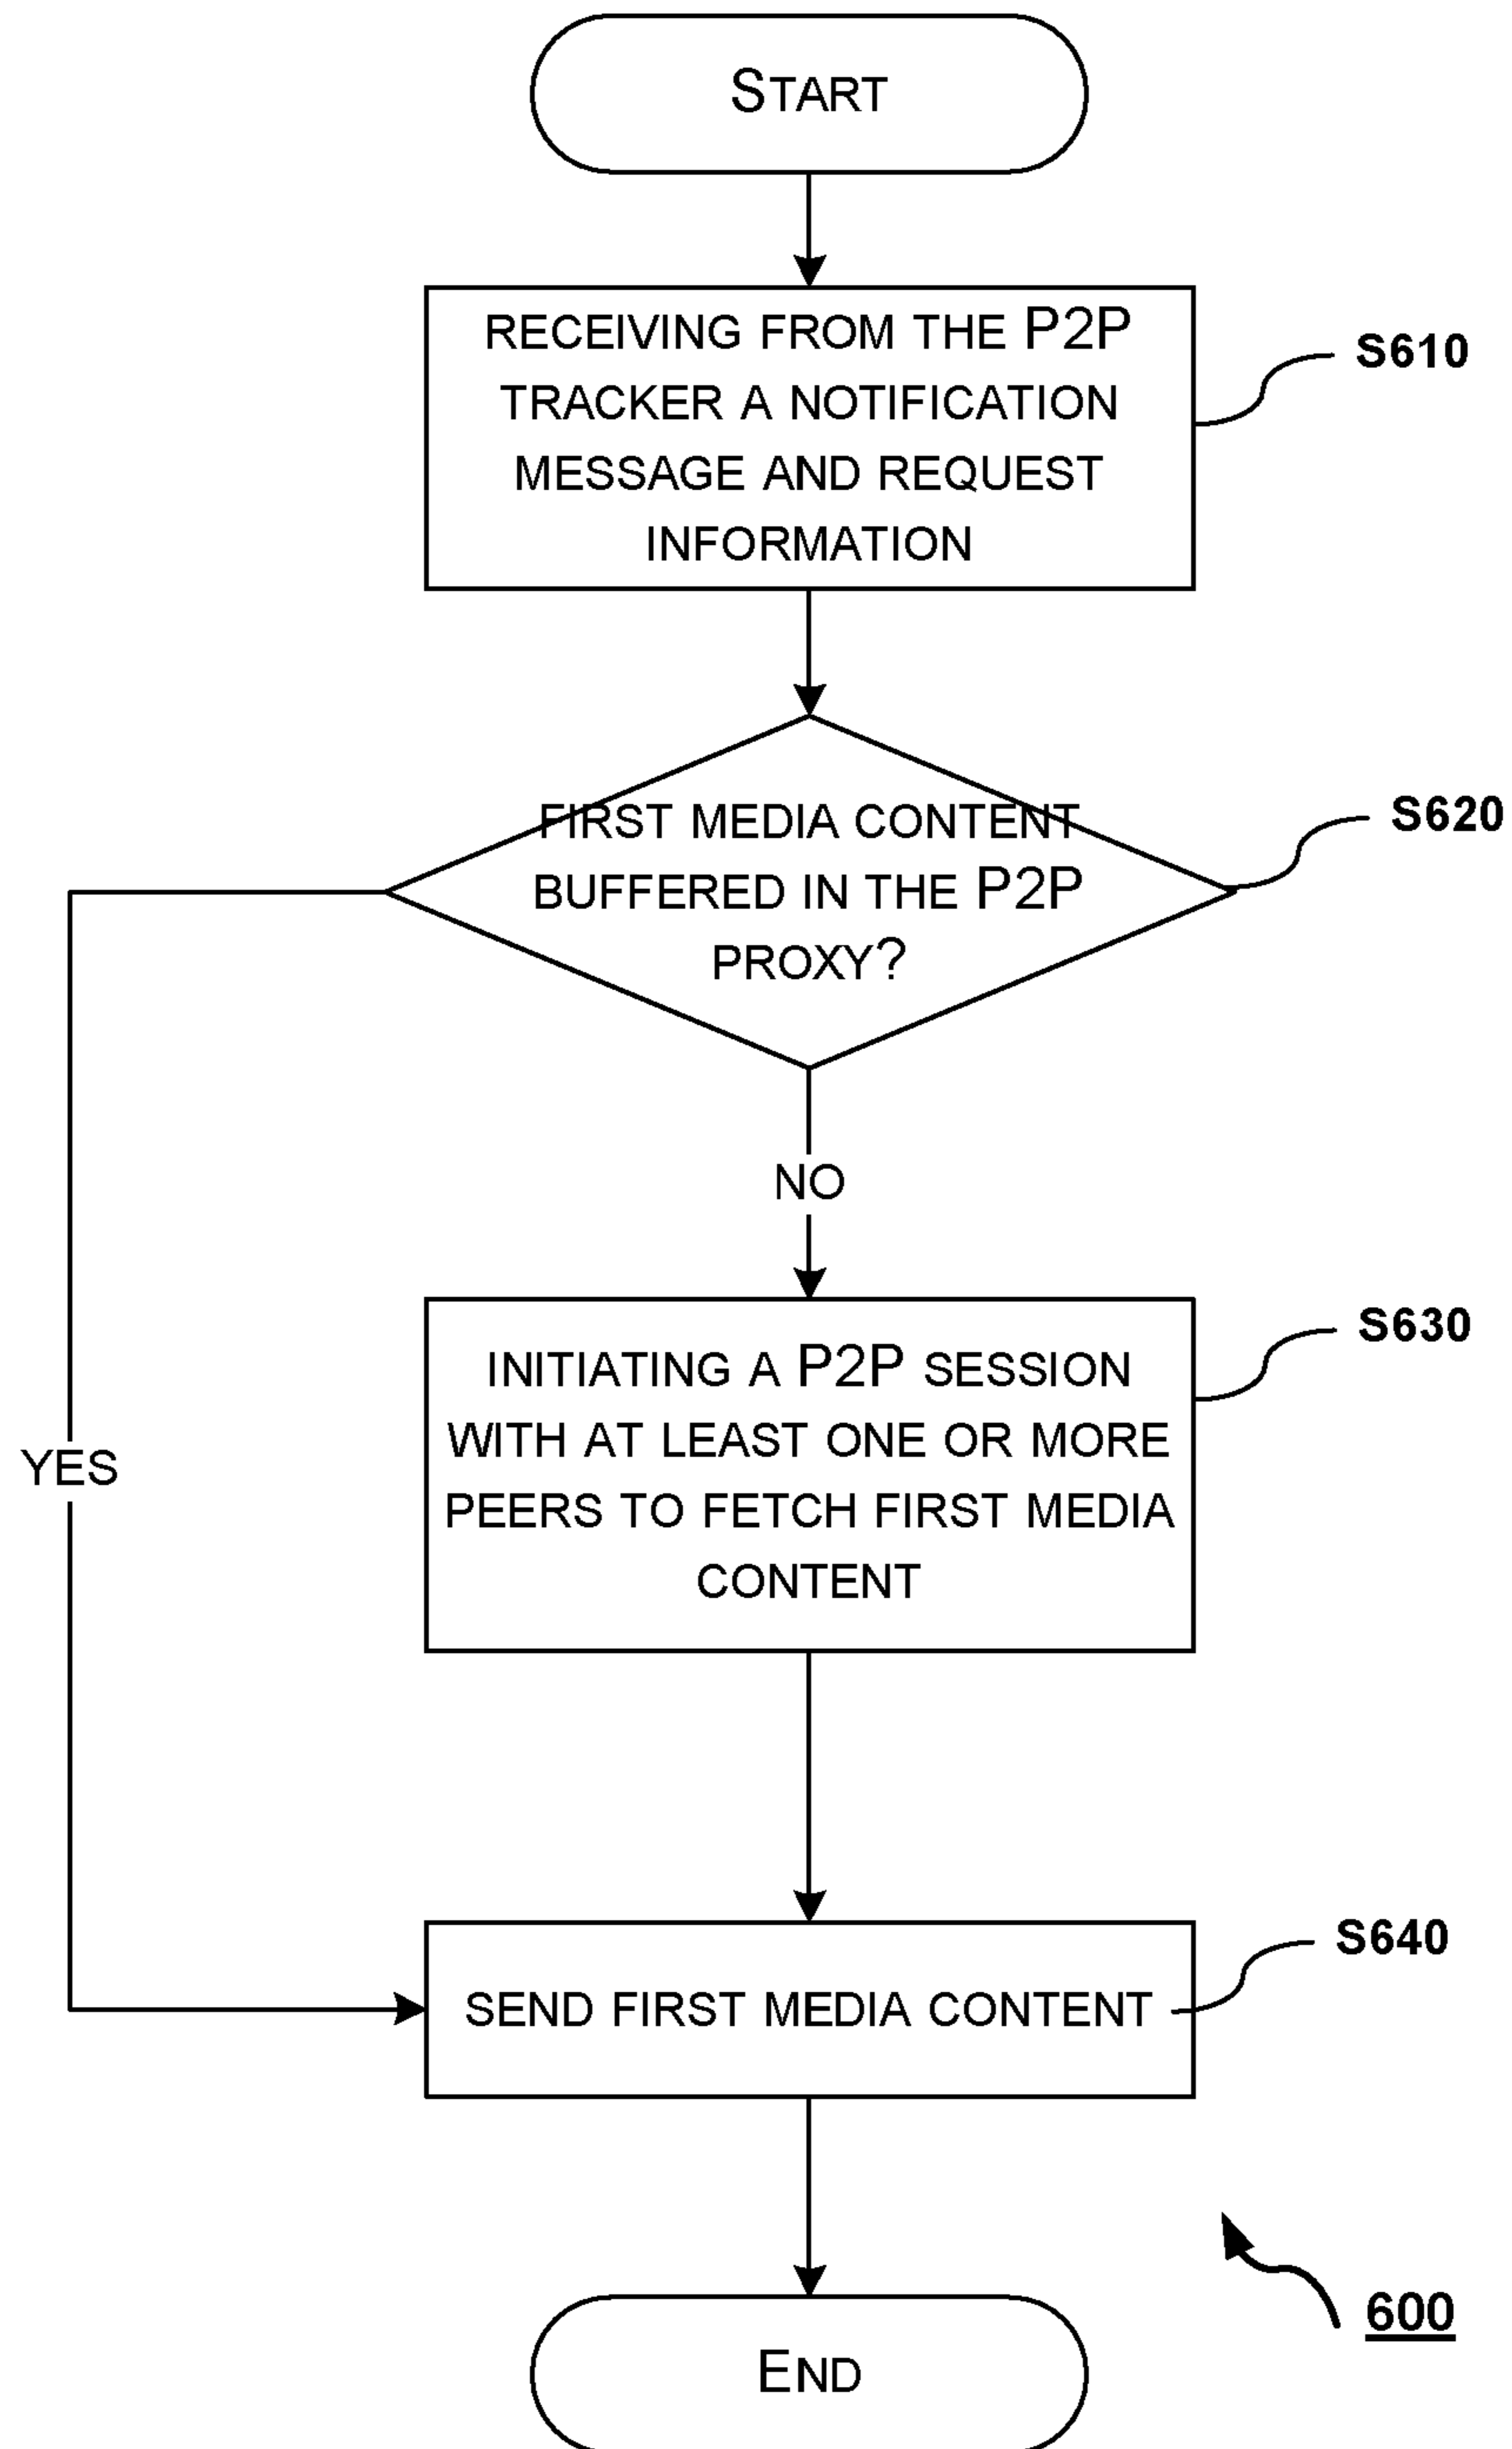 START
RECEIVING FROM THE P2P
TRACKER A NOTIFICATION
MESSAGE AND REQUEST
INFORMATION
S610
FIRST MEDIA CONTENT
BUFFERED IN THE P2P
PROXY?
S620
NO
YES
INITIATING A P2P SESSION
WITH AT LEAST ONE OR MORE
PEERS TO FETCH FIRST MEDIA
CONTENT
S630
SEND FIRST MEDIA CONTENT
S640
600
END